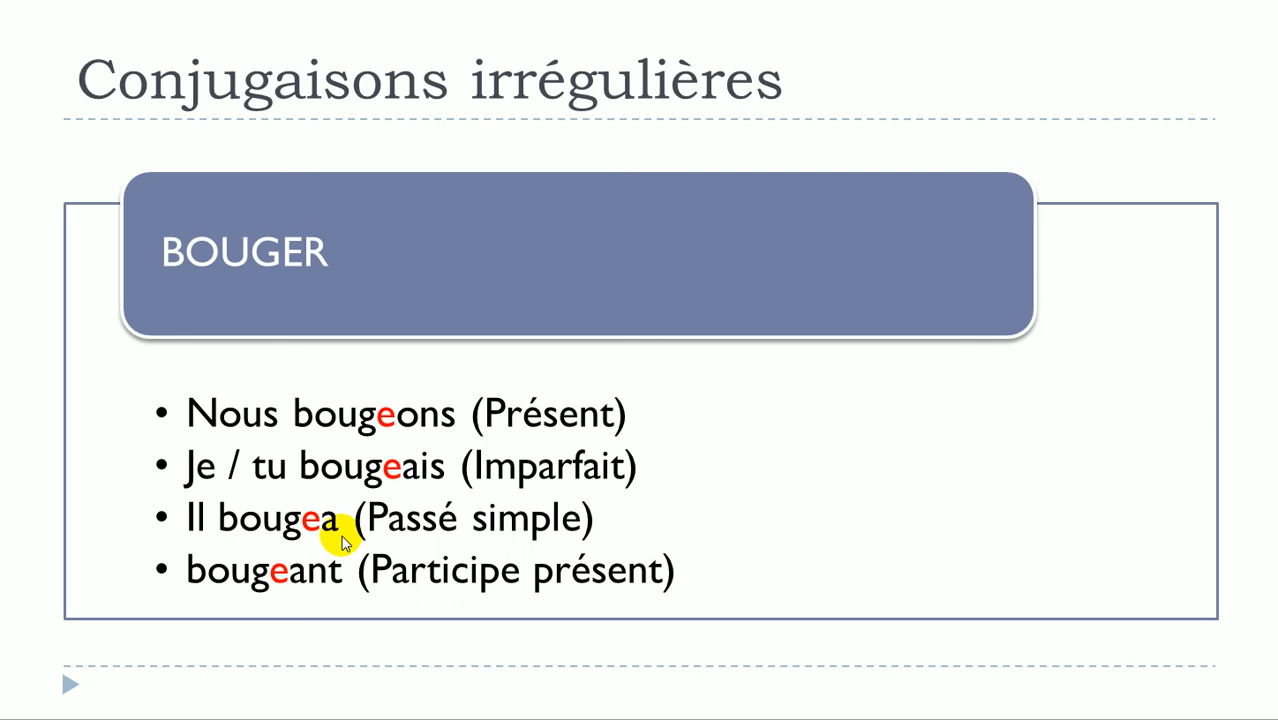 Conjugaisons irrégulières
BOUGER
• Nous bougeons (Présent)
• Je / tu bougeais (Imparfait)
• Il bougea (Passé simple)
• bougeant (Participe présent)